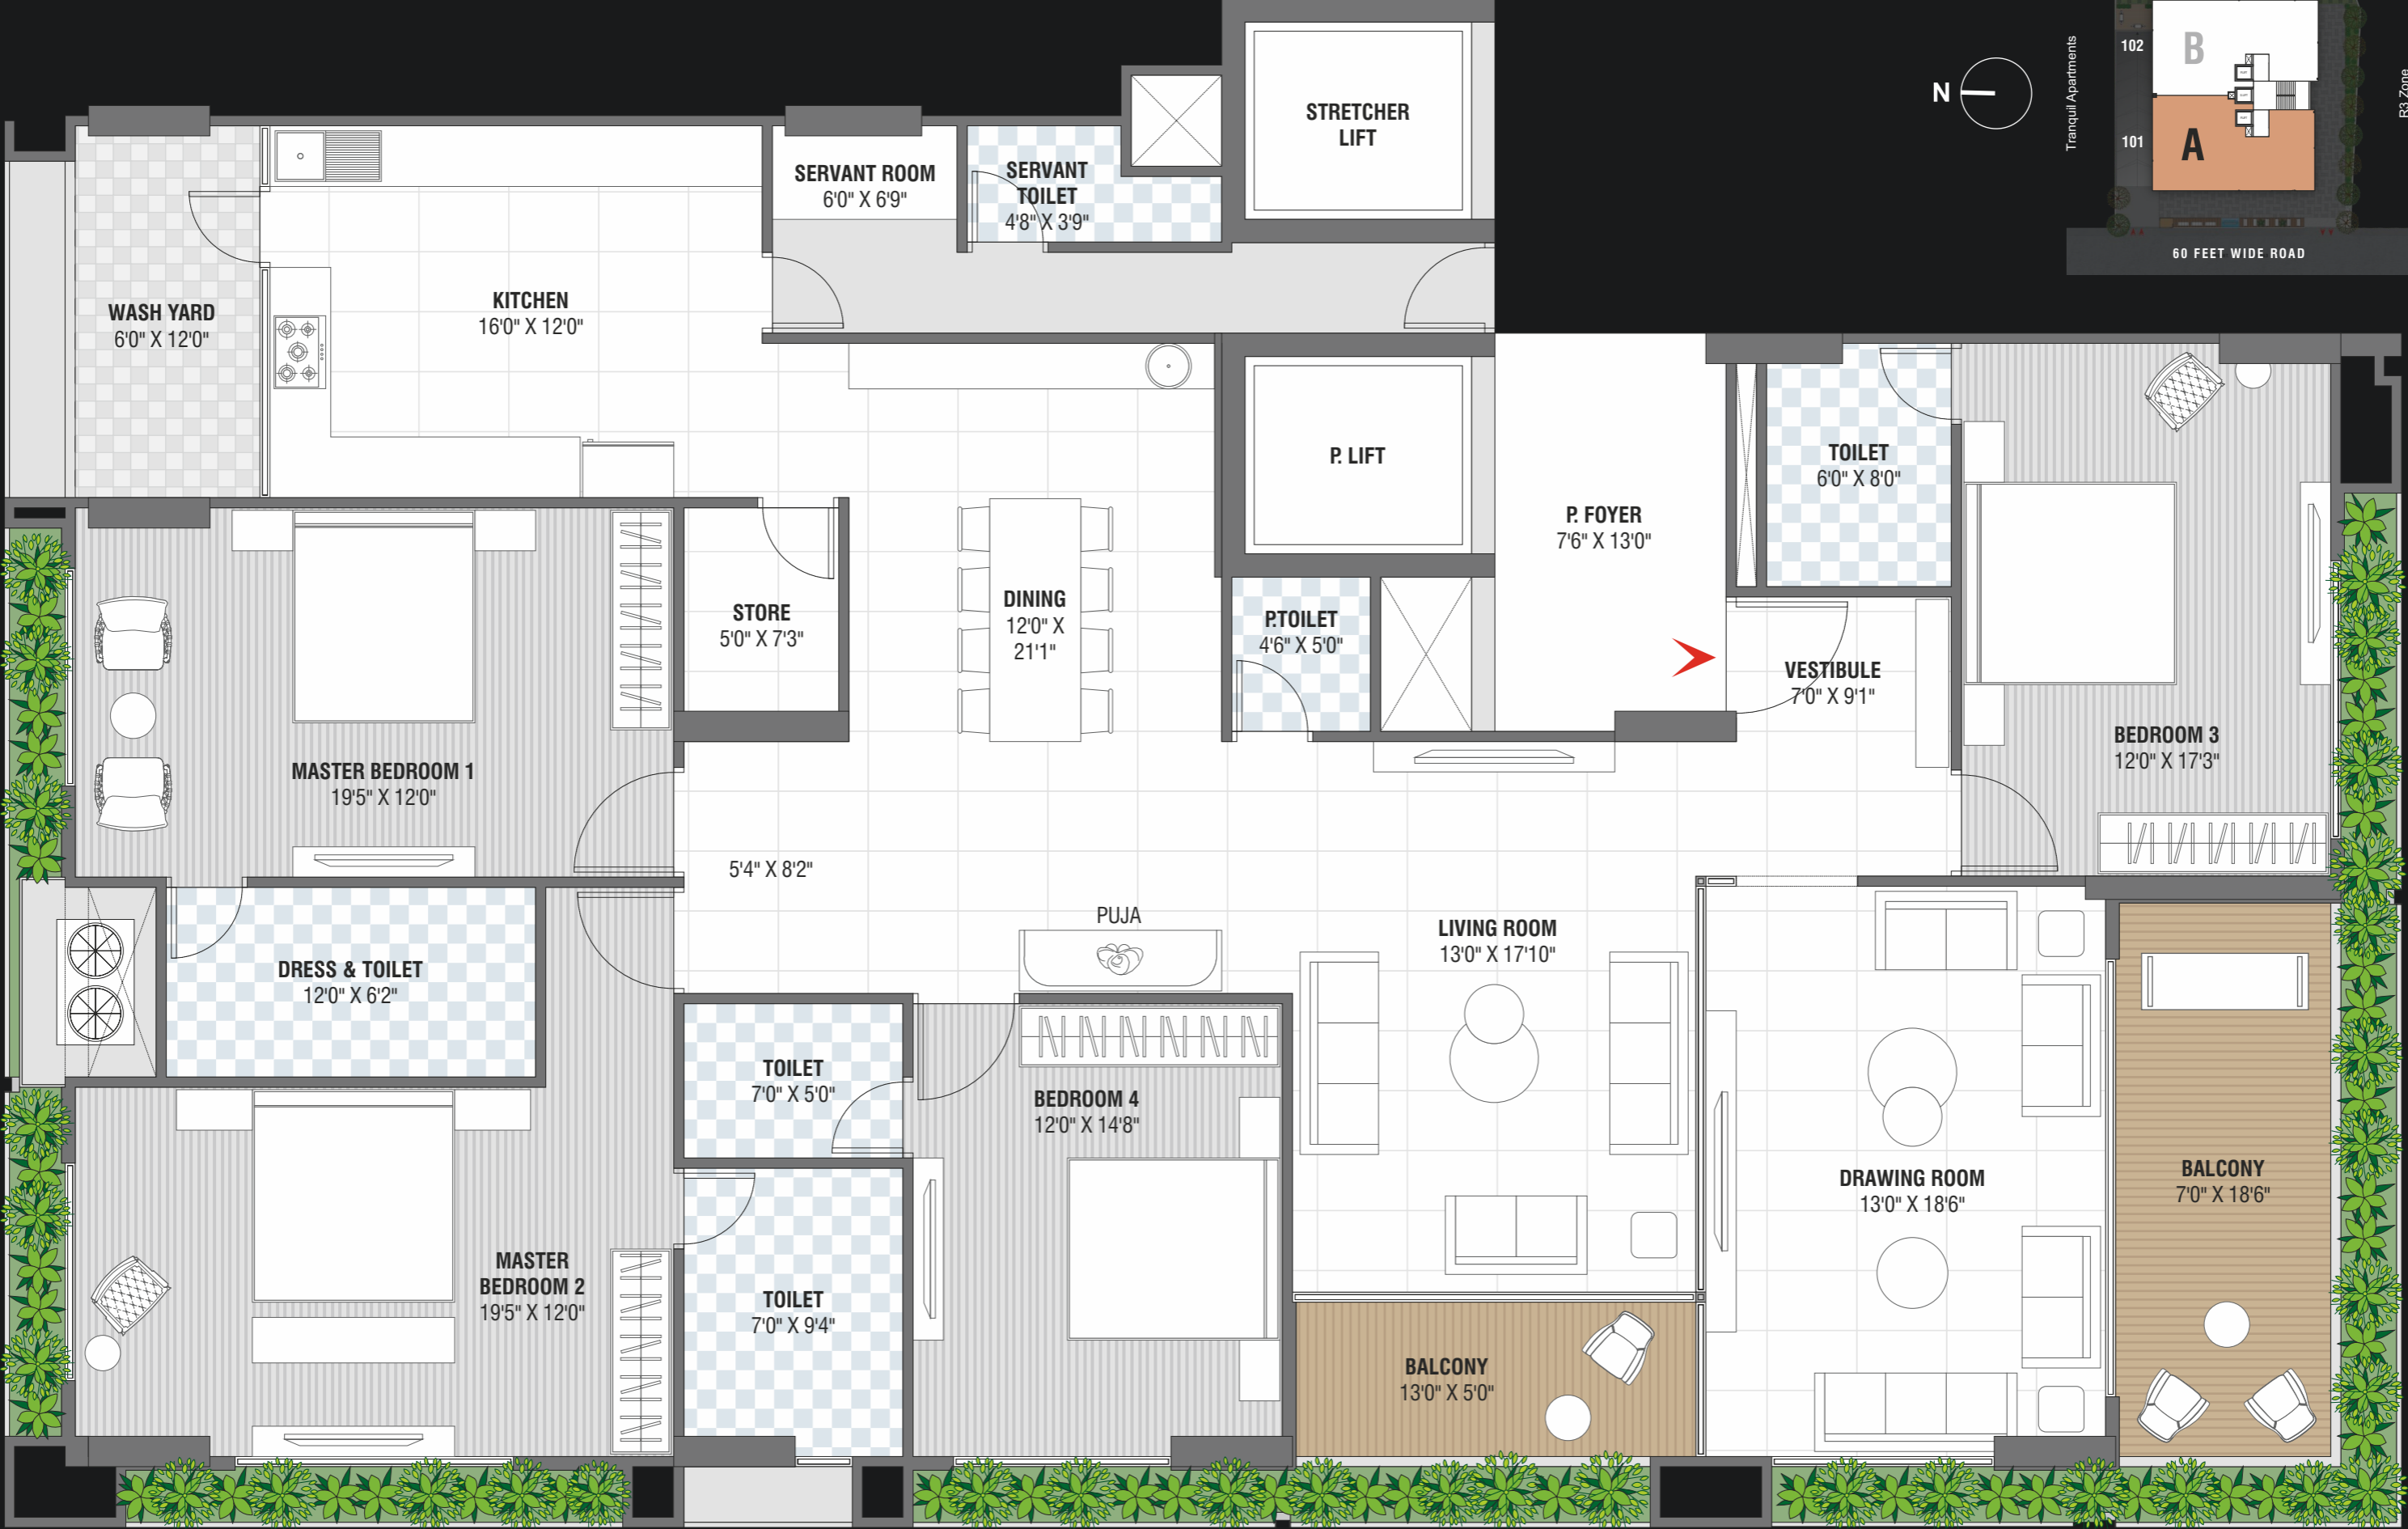 STRETCHER
LIFT
N
Tranquil Apartments
102
B
101
A
R3 Zone
60 FEET WIDE ROAD
SERVANT ROOM
6'0" X 6'9"
SERVANT
TOILET
4'8" X 3'9"
WASH YARD
6'0" X 12'0"
KITCHEN
16'0" X 12'0"
P. LIFT
P. FOYER
7'6" X 13'0"
TOILET
6'0" X 8'0"
STORE
5'0" X 7'3"
DINING
12'0" X
21'1"
P.TOILET
4'6" X 5'0"
VESTIBULE
7'0" X 9'1"
BEDROOM 3
12'0" X 17'3"
MASTER BEDROOM 1
19'5" X 12'0"
5'4" X 8'2"
PUJA
LIVING ROOM
13'0" X 17'10"
DRESS & TOILET
12'0" X 6'2"
TOILET
7'0" X 5'0"
BEDROOM 4
12'0" X 14'8"
DRAWING ROOM
13'0" X 18'6"
BALCONY
7'0" X 18'6"
MASTER
BEDROOM 2
19'5" X 12'0"
TOILET
7'0" X 9'4"
BALCONY
13'0" X 5'0"